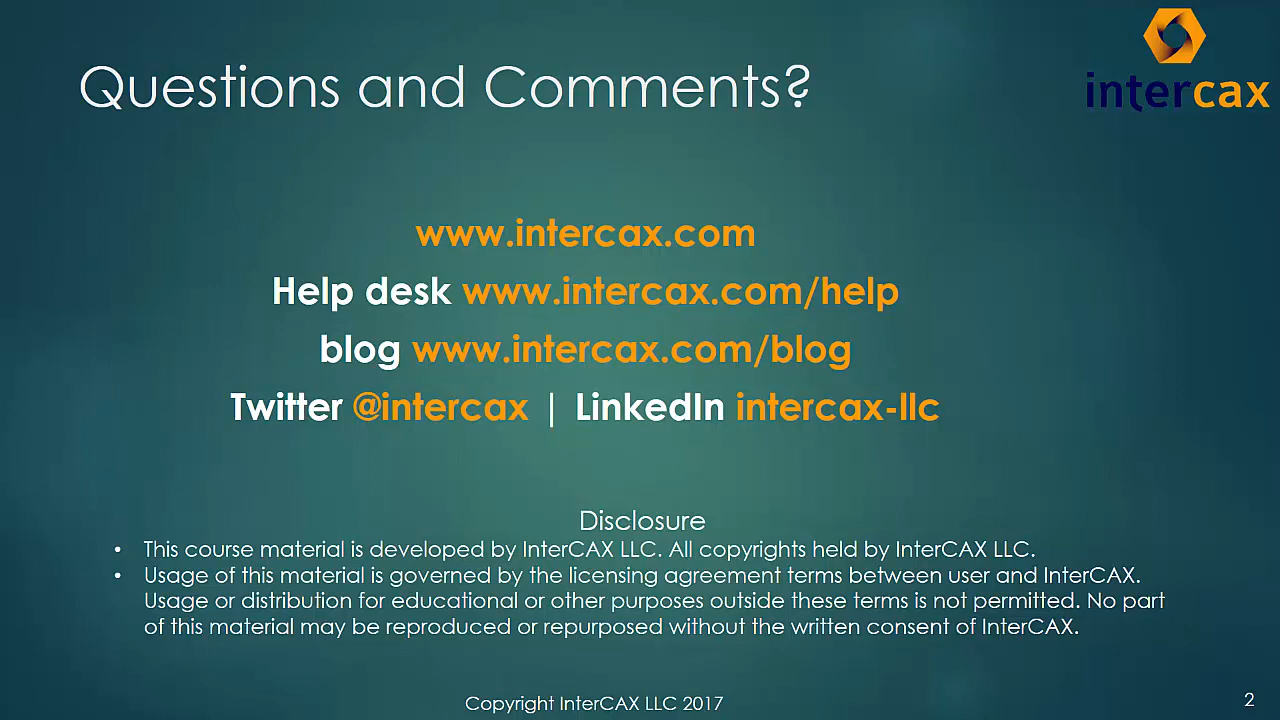 intercax
Questions and Comments?
www.intercax.com
Help desk www.intercax.com/help
blog www.intercax.com/blog
Twitter @intercax | LinkedIn intercax-llc
Disclosure
• This course material is developed by InterCAX LLC. All copyrights held by InterCAX LLC.
• Usage of this material is governed by the licensing agreement terms between user and InterCAX.
Usage or distribution for educational or other purposes outside these terms is not permitted. No part
of this material may be reproduced or repurposed without the written consent of InterCAX.
Copyright InterCAX LLC 2017
2